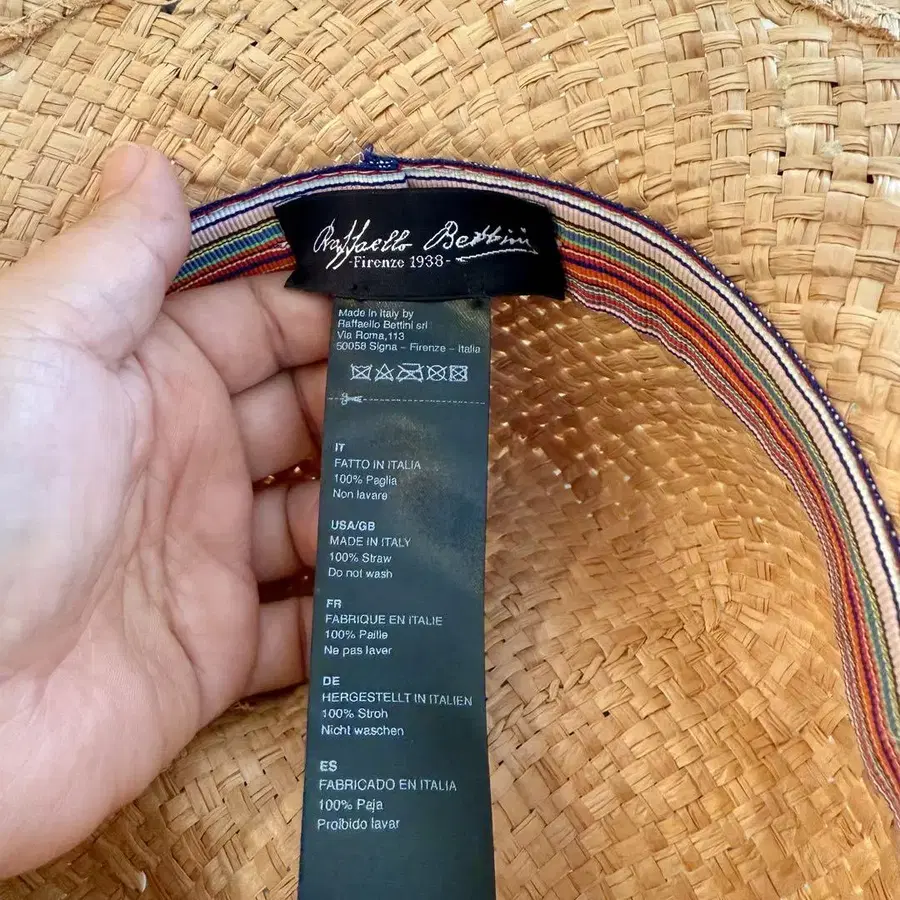 Raffaello Bettini
-Firenze 1938-
Made in Italy by
Raffaello Bettini srl
Via Roma,113
50058 Signa – Firenze – Italia
IT
FATTO IN ITALIA
100% Paglia
Non lavare
USA/GB
MADE IN ITALY
100% Straw
Do not wash
FR
FABRIQUE EN ITALIE
100% Paille
Ne pas laver
DE
HERGESTELLT IN ITALIEN
100% Stroh
Nicht waschen
ES
FABRICADO EN ITALIA
100% Paja
Proibido lavar